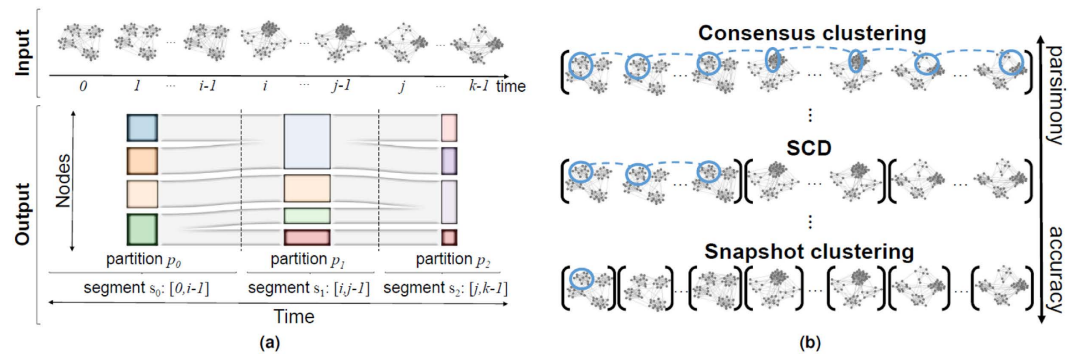 Input
0 1 ... i-1 i ... j-1 j ... k-1 time
Output
Nodes
partition p0 partition p1 partition p2
segment s0: [0,i-1] segment s1: [i,j-1] segment s2: [j,k-1]
Time
(a)
Consensus clustering
...
SCD
...
Snapshot clustering
parsimony
accuracy
(b)